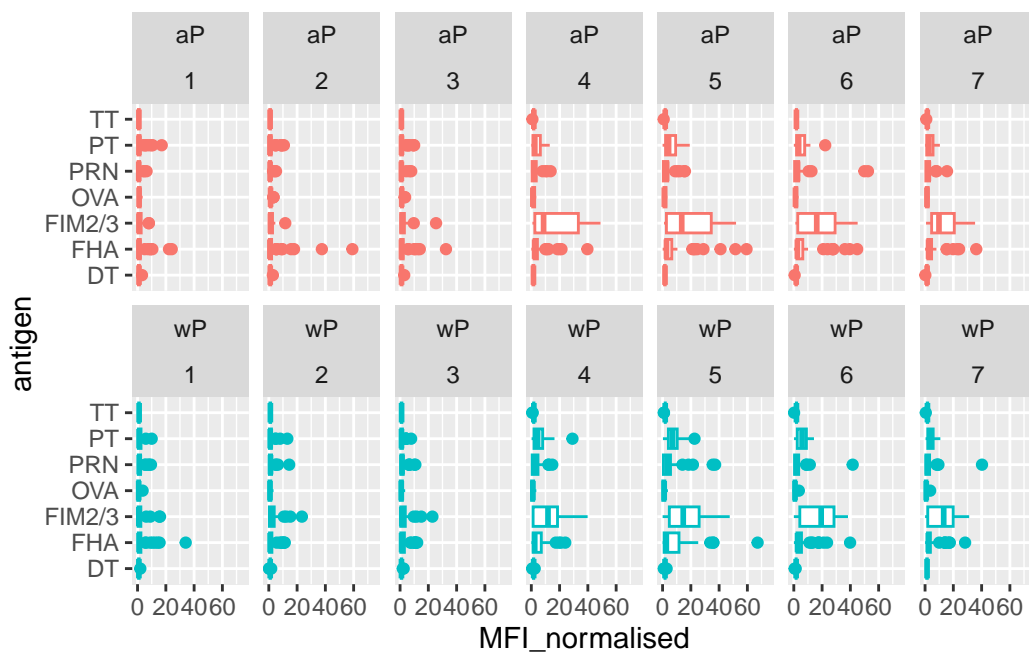 aP aP aP aP aP aP aP
1 2 3 4 5 6 7
TT
PT
PRN
OVA
FIM2/3
FHA
DT
antigen
wP wP wP wP wP wP wP
1 2 3 4 5 6 7
TT
PT
PRN
OVA
FIM2/3
FHA
DT
0 204060 0 204060 0 204060 0 204060 0 204060 0 204060 0 204060
MFI_normalised